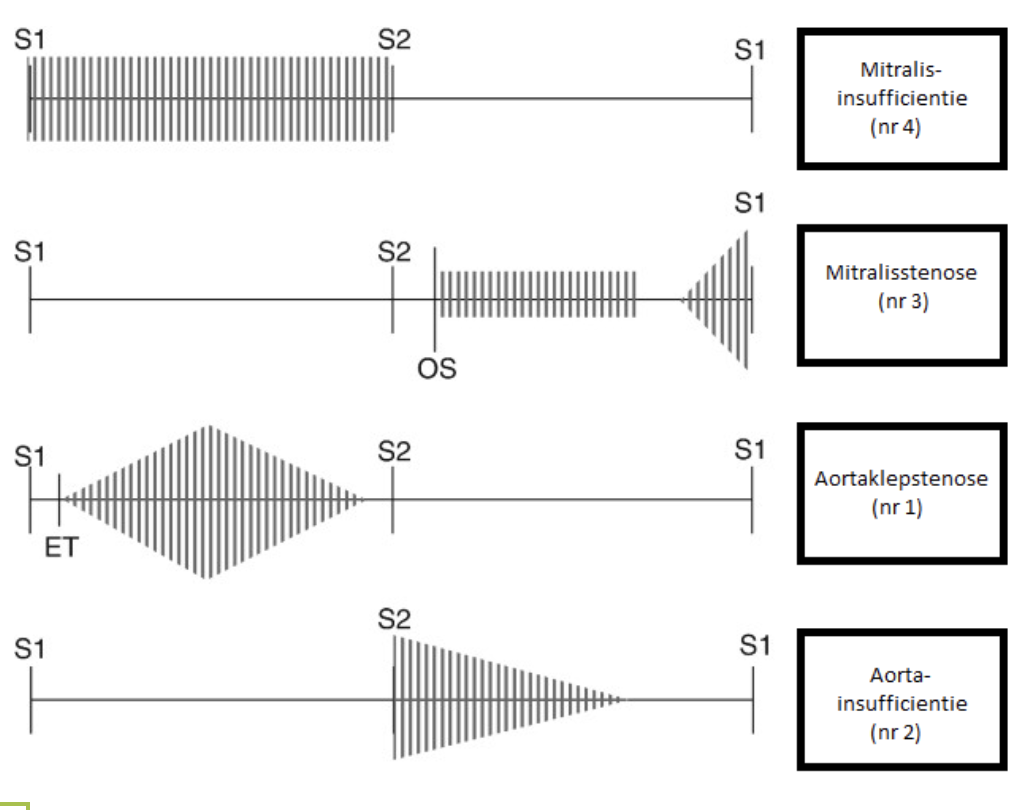 S1
S2
S1
Mitralis-
insufficientie
(nr 4)
S1
S2
OS
S1
Mitralisstenose
(nr 3)
S1
ET
S2
S1
Aortaklepstenose
(nr 1)
S1
S2
S1
Aorta-
insufficientie
(nr 2)